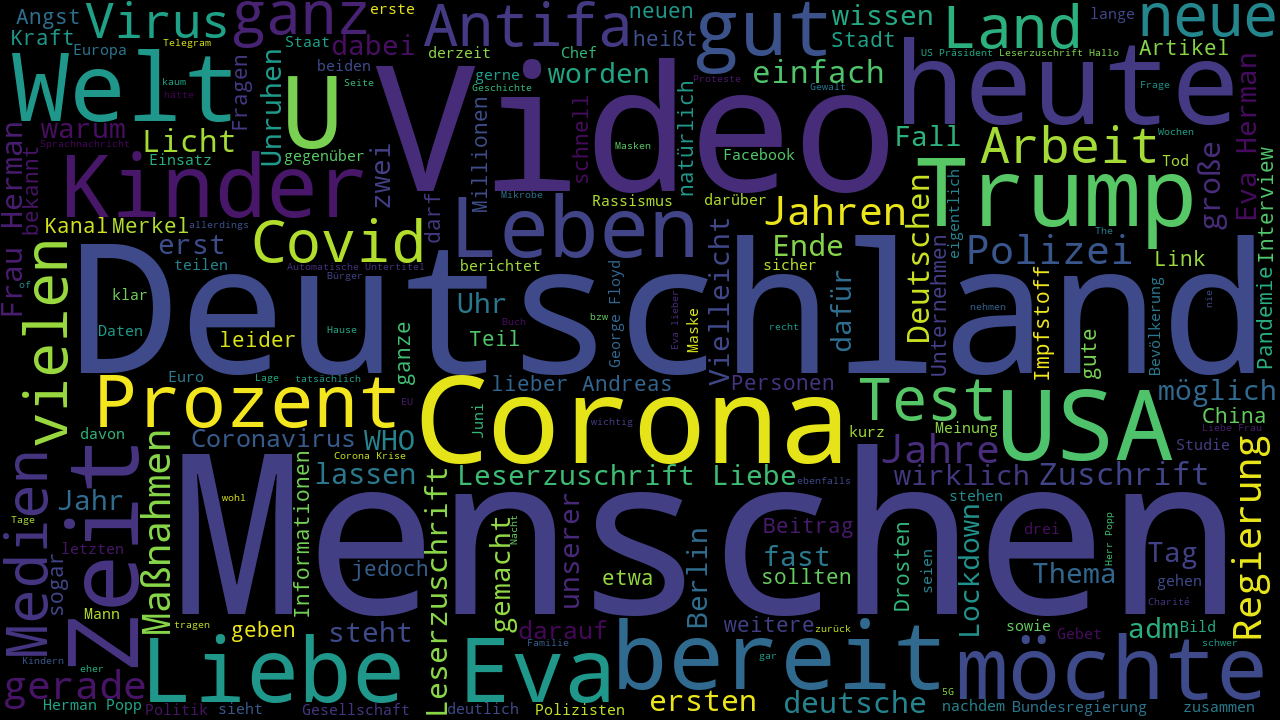 Angst
Virus
ganz
erste
Antifa
neuen
gut
wissen
Land
lange
neue
Kraft
Europa
Telegram
Staat
dabei
derzeit
heißt
Chef
Stadt
US Präsident
Leserzuschrift Hallo
Artikel
Welt
kaum
hätte
Fragen
Unruhen
U
beiden
Seite
Video
gerne
Geschichte
worden
Proteste
einfach
Gewalt
heute
Frage
warum
Sprachnachricht
Licht
Einsatz
gegenüber
zwei
Millionen
schnell
Masken
natürlich
Facebook
Fall
Arbeit
Wochen
Tod
große
Eva Herman
Interview
Frau Herman
bekannt
Kinder
Mikrobe
Rassismus
darüber
Jahren
Deutschen
Trump
eigentlich
The
Kanal
Merkel
allerdings
erst
teilen
Covid
darf
Leben
berichtet
Vielleicht
Ende
sicher
dafür
Polizei
Link
Unternehmen
Impfstoff
Bevölkerung
Pandemie
vielen
of
klar
Daten
Automatische Untertitel
Bürger
Deutschland
Hause
leider
Uhr
Teil
Buch
bzw
George Floyd
Eva lieber
Maske
recht
nehmen
gute
nie
Euro
Lage
tatsächlich
ganze
EU
lieber Andreas
Personen
möglich
Prozent
Corona
Juni
wichtig
Test
kurz
Meinung
USA
China
Liebe Frau
Studie
davon
Coronavirus
WHO
Corona Krise
Jahre
Medien
Zeit
Jahr
Maßnahmen
Informationen
lassen
Leserzuschrift
Leserzuschrift Liebe
ebenfalls
wirklich
Zuschrift
Regierung
Tage
wohl
Menschen
stehen
letzten
sogar
jedoch
gemacht
Nacht
unserer
etwa
Beitrag
fast
sollten
Berlin
Drosten
seien
Lockdown
drei
Thema
Herr Popp
Tag
gehen
Charité
Mann
tragen
geben
steht
darauf
Familie
weitere
zurück
sowie
Gebet
adm
Bild
schwer
Kindern
eher
gerade
Liebe
Eva
bereit
gar
möchte
Herman Popp
Politik
sieht
Gesellschaft
deutlich
Polizisten
ersten
deutsche
5G
nachdem
Bundesregierung
zusammen